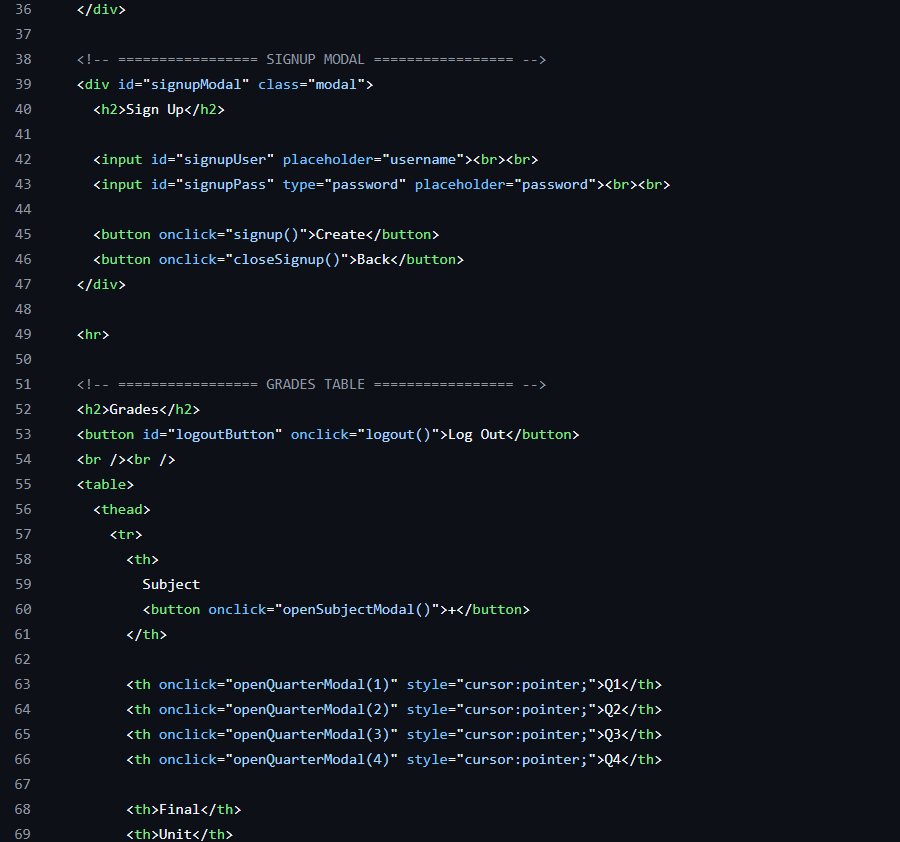 36 </div>
37
38 <!-- ================= SIGNUP MODAL ================= -->
39 <div id="signupModal" class="modal">
40 <h2>Sign Up</h2>
41
42 <input id="signupUser" placeholder="username"><br><br>
43 <input id="signupPass" type="password" placeholder="password"><br><br>
44
45 <button onclick="signup()">Create</button>
46 <button onclick="closeSignup()">Back</button>
47 </div>
48
49 <hr>
50
51 <!-- ================= GRADES TABLE ================= -->
52 <h2>Grades</h2>
53 <button id="logoutButton" onclick="logout()">Log Out</button>
54 <br /><br />
55 <table>
56 <thead>
57 <tr>
58 <th>
59 Subject
60 <button onclick="openSubjectModal()">+</button>
61 </th>
62
63 <th onclick="openQuarterModal(1)" style="cursor:pointer;">Q1</th>
64 <th onclick="openQuarterModal(2)" style="cursor:pointer;">Q2</th>
65 <th onclick="openQuarterModal(3)" style="cursor:pointer;">Q3</th>
66 <th onclick="openQuarterModal(4)" style="cursor:pointer;">Q4</th>
67
68 <th>Final</th>
69 <th>Unit</th>